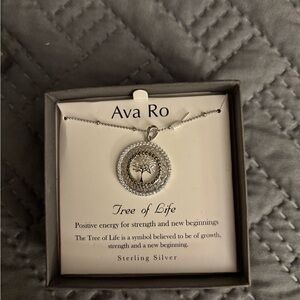 Ava Ro
Tree of Life
Positive energy for strength and new beginnings
The Tree of Life is a symbol believed to be of growth,
strength and a new beginning.
Sterling Silver